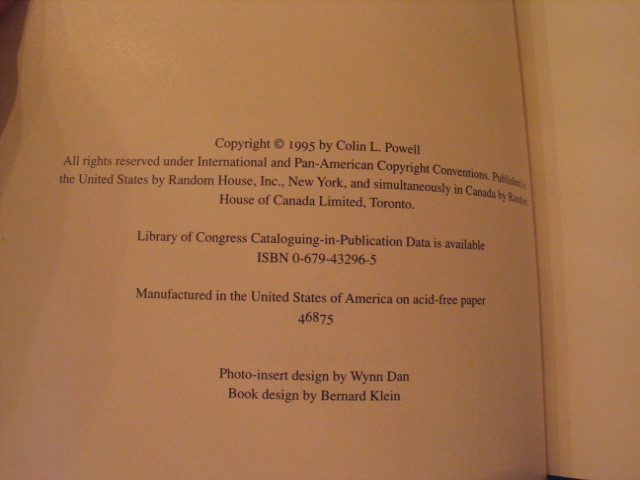 Copyright © 1995 by Colin L. Powell
All rights reserved under International and Pan-American Copyright Conventions. Published in
the United States by Random House, Inc., New York, and simultaneously in Canada by Random
House of Canada Limited, Toronto.
Library of Congress Cataloguing-in-Publication Data is available
ISBN 0-679-43296-5
Manufactured in the United States of America on acid-free paper
46875
Photo-insert design by Wynn Dan
Book design by Bernard Klein